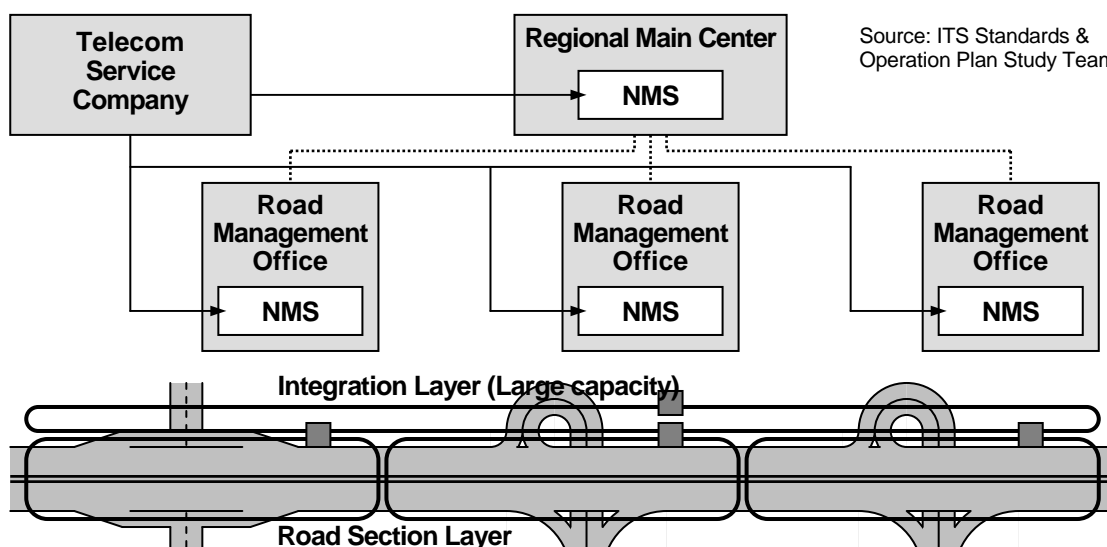 Telecom
Service
Company
Regional Main Center
NMS
Source: ITS Standards &
Operation Plan Study Team
Road
Management
Office
NMS
Road
Management
Office
NMS
Road
Management
Office
NMS
Integration Layer (Large capacity)
Road Section Layer